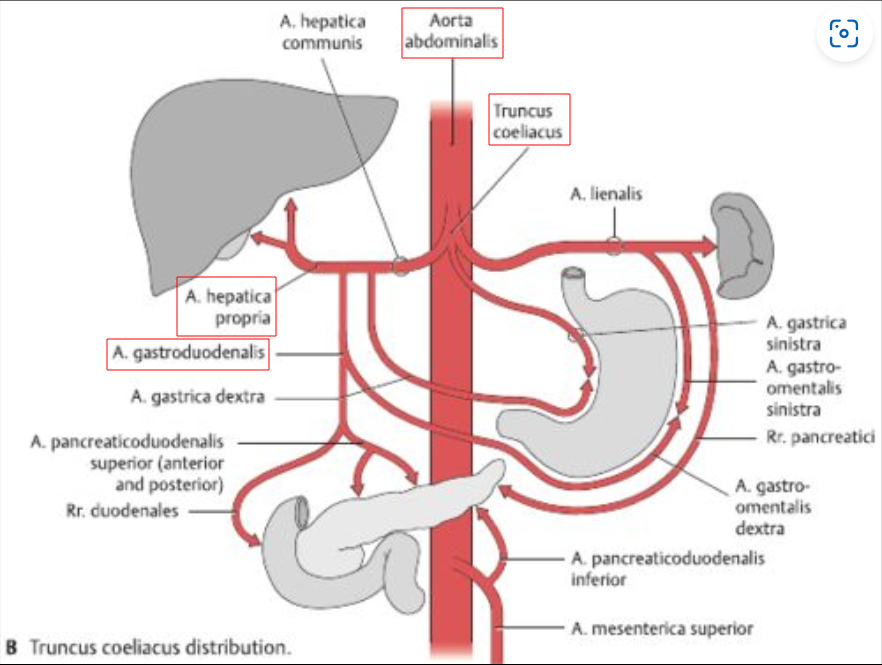 A. hepatica
communis
Aorta
abdominalis
Truncus
coeliacus
A. lienalis
A. hepatica
propria
A. gastrica
sinistra
A. gastroduodenalis
A. gastro-
omentalis
sinistra
A. gastrica dextra
Rr. pancreatici
A. pancreaticoduodenalis
superior (anterior
and posterior)
A. gastro-
omentalis
dextra
Rr. duodenales
A. pancreaticoduodenalis
inferior
A. mesenterica superior
B Truncus coeliacus distribution.